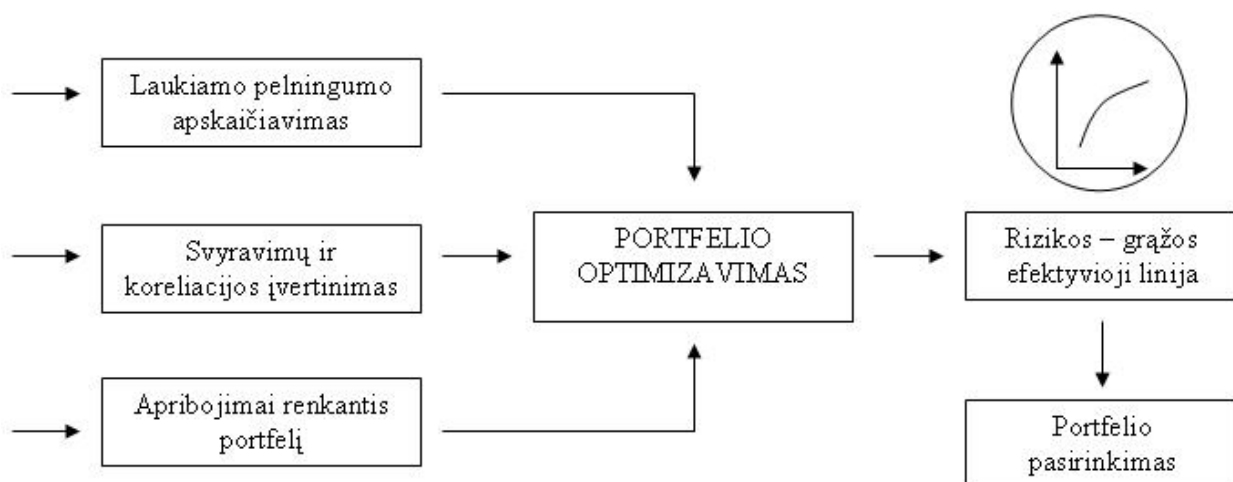 Laukiamo pelningumo
apskaičiavimas
Svyravimų ir
koreliacijos įvertinimas
Apribojimai renkantis
portfelį
PORTFELIO
OPTIMIZAVIMAS
Rizikos – grąžos
efektyvioji linija
Portfelio
pasirinkimas